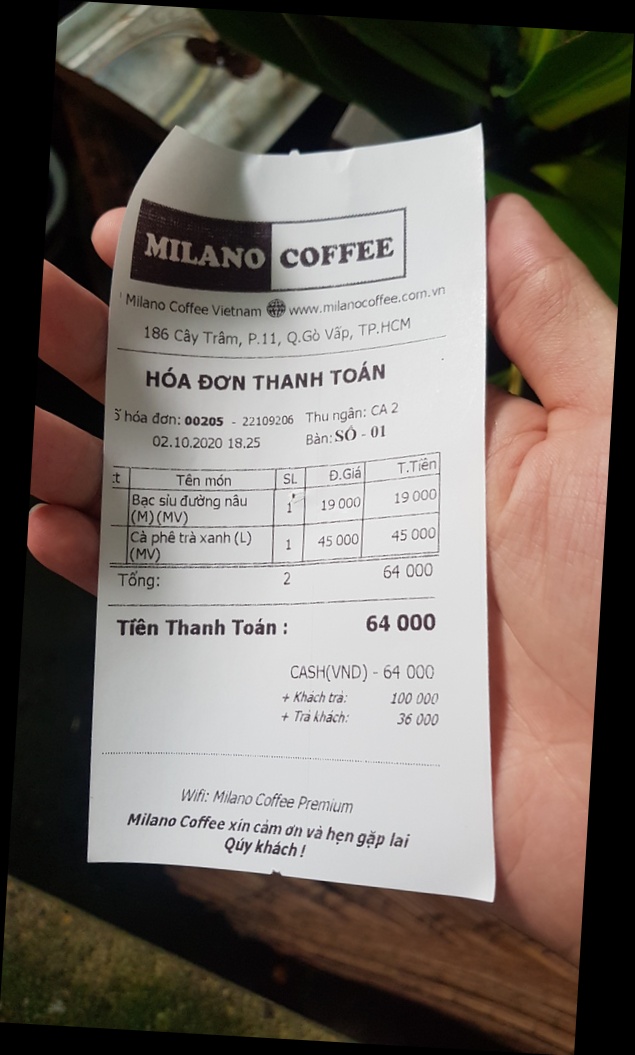 MILANO COFFEE
Milano Coffee Vietnam www.milanocoffee.com.vn
186 Cây Trâm, P.11, Q.Gò Vấp, TP.HCM
HÓA ĐƠN THANH TOÁN
hóa đơn: 00205 - 22109206 Thu ngân: CA 2
02.10.2020 18.25 Bàn: SỐ - 01
Tên món SL Đ.Giá T.Tiền
Bạc sỉu đường nâu 1 19 000 19 000
(M) (MV)
Cà phê trà xanh (L) 1 45 000 45 000
(MV)
Tổng: 2 64 000
Tiền Thanh Toán : 64 000
CASH(VND) - 64 000
+ Khách trả: 100 000
+ Trả khách: 36 000
Wifi: Milano Coffee Premium
Milano Coffee xin cảm ơn và hẹn gặp lại
Qúy khách !